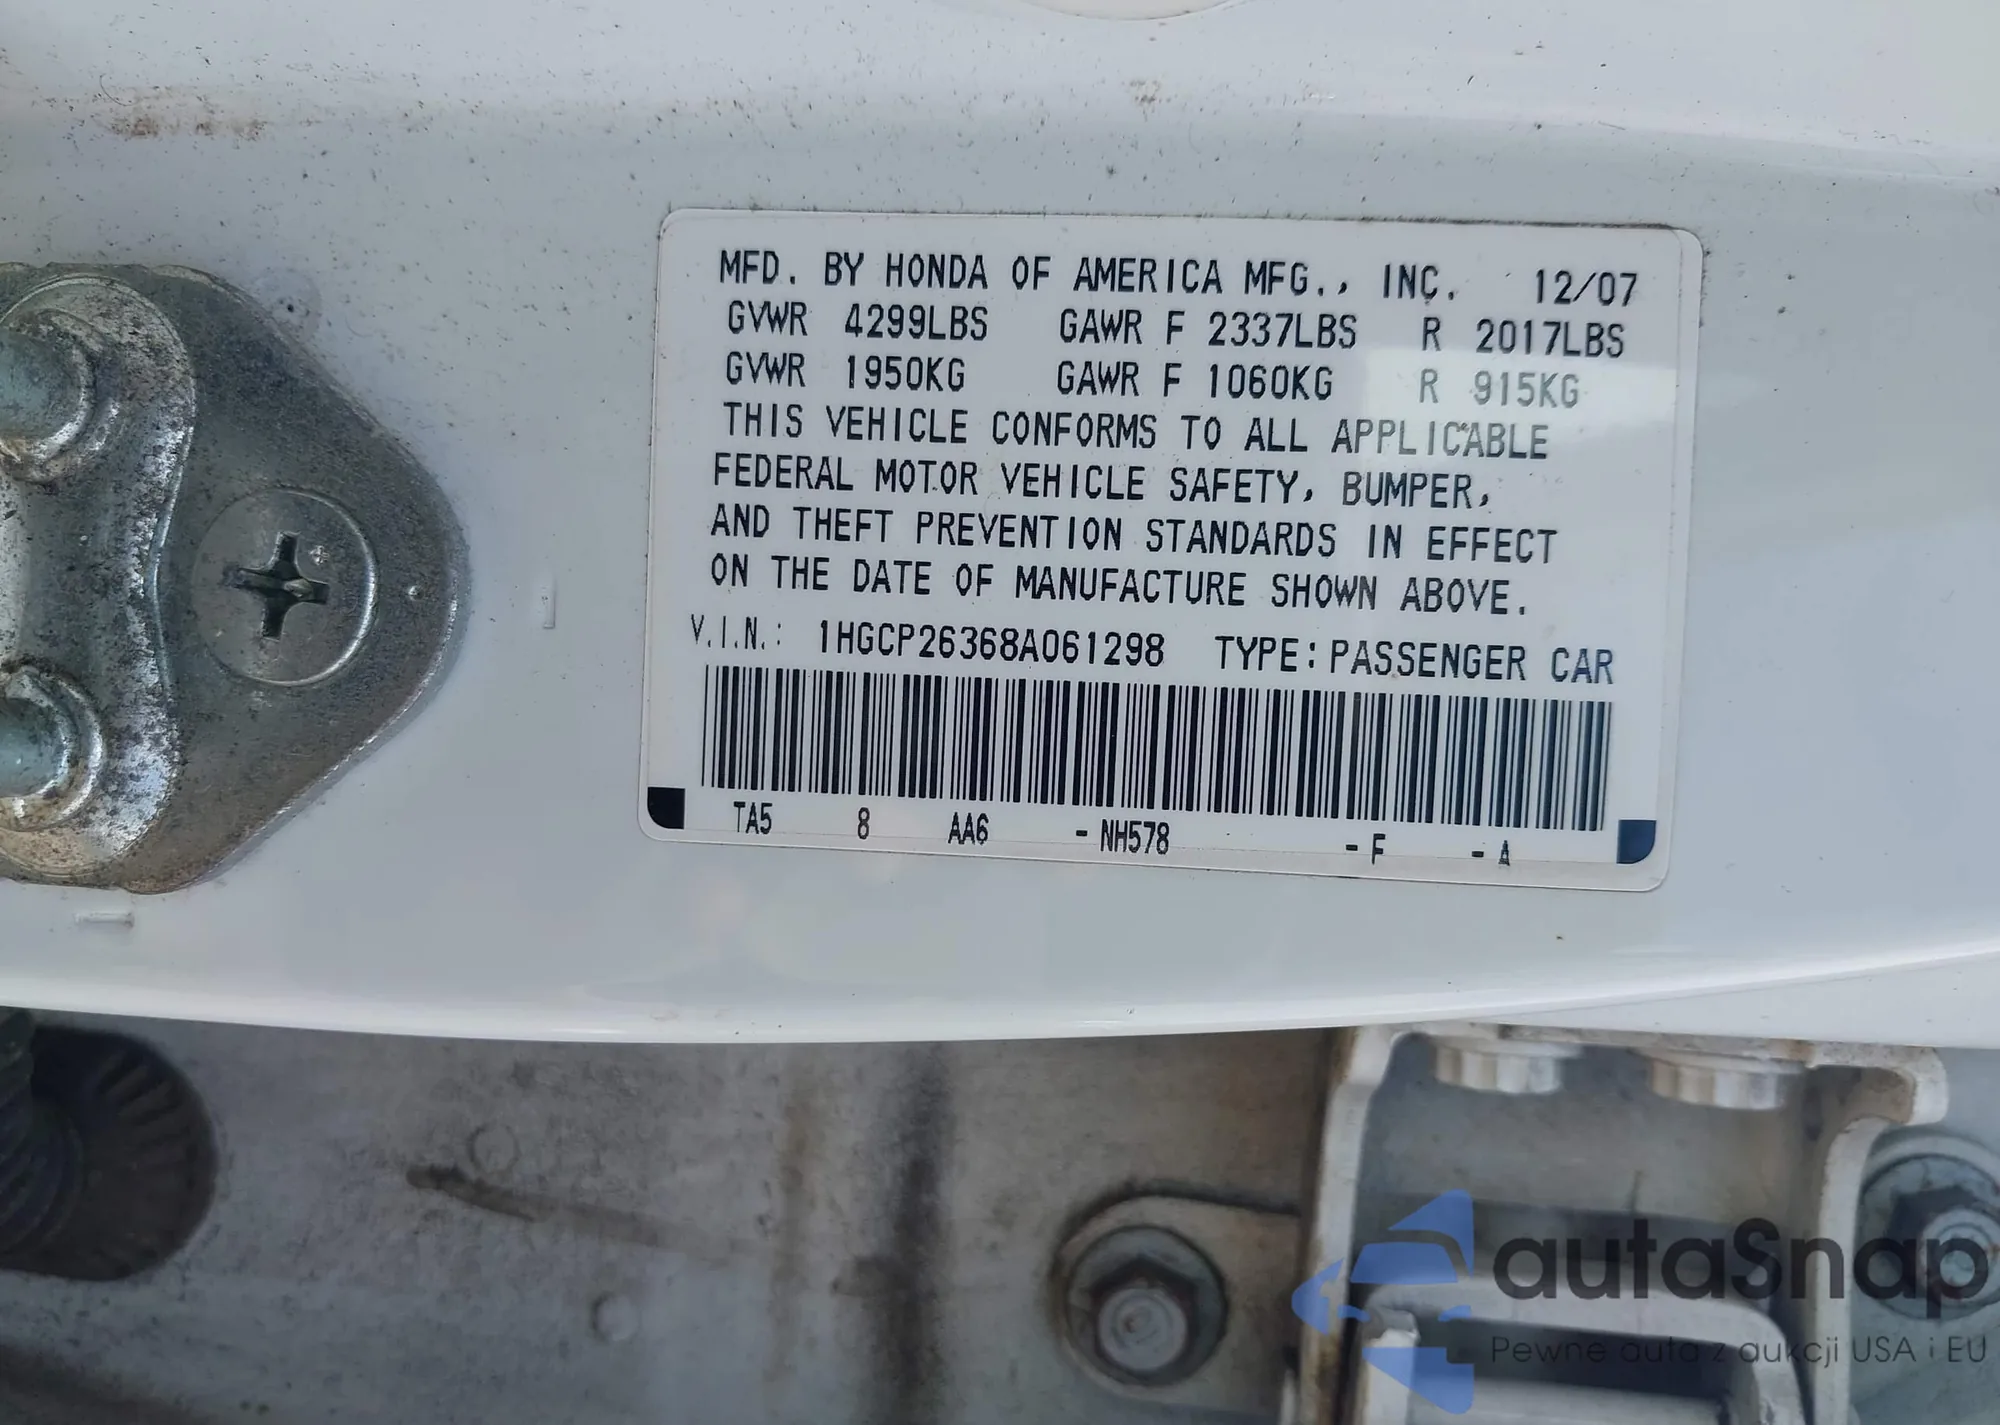 MFD. BY HONDA OF AMERICA MFG., INC. 12/07
GVWR 4299LBS GAWR F 2337LBS R 2017LBS
GVWR 1950KG GAWR F 1060KG R 915KG
THIS VEHICLE CONFORMS TO ALL APPLICABLE
FEDERAL MOTOR VEHICLE SAFETY, BUMPER,
AND THEFT PREVENTION STANDARDS IN EFFECT
ON THE DATE OF MANUFACTURE SHOWN ABOVE.
V.I.N.: 1HGCP26368A061298 TYPE: PASSENGER CAR
TA5 8 AA6 - NH578 - F - A
autaSnap
Pewne auta z aukcji USA i EU